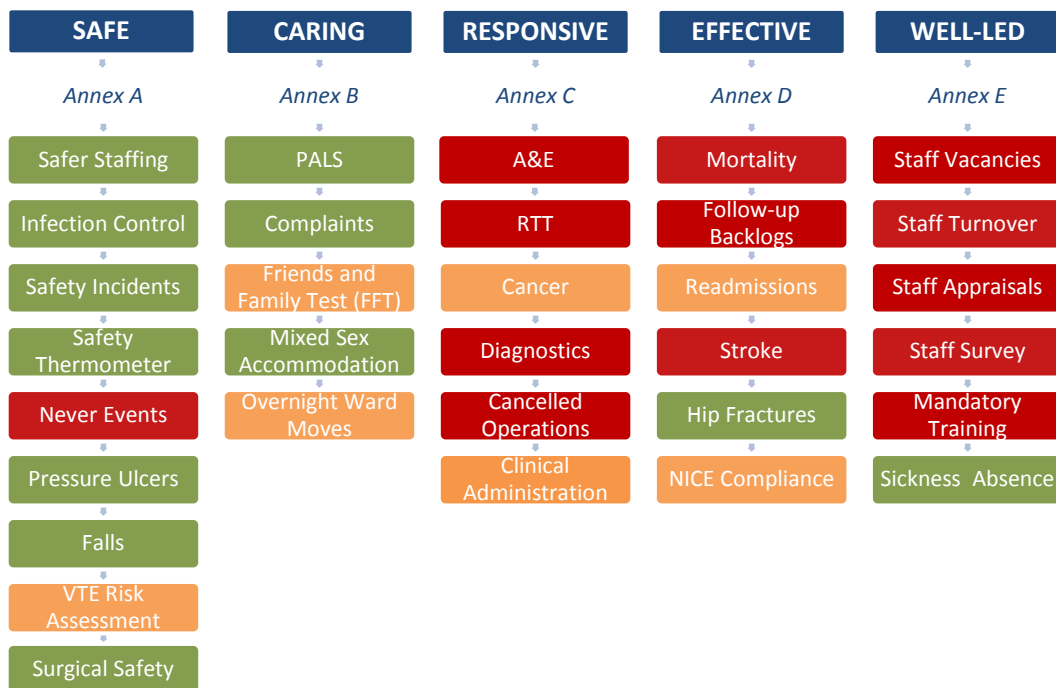 SAFE
Annex A
Safer Staffing
Infection Control
Safety Incidents
Safety
Thermometer
Never Events
Pressure Ulcers
Falls
VTE Risk
Assessment
Surgical Safety
CARING
Annex B
PALS
Complaints
Friends and
Family Test (FFT)
Mixed Sex
Accommodation
Overnight Ward
Moves
RESPONSIVE
Annex C
A&E
RTT
Cancer
Diagnostics
Cancelled
Operations
Clinical
Administration
EFFECTIVE
Annex D
Mortality
Follow-up
Backlogs
Readmissions
Stroke
Hip Fractures
NICE Compliance
WELL-LED
Annex E
Staff Vacancies
Staff Turnover
Staff Appraisals
Staff Survey
Mandatory
Training
Sickness Absence